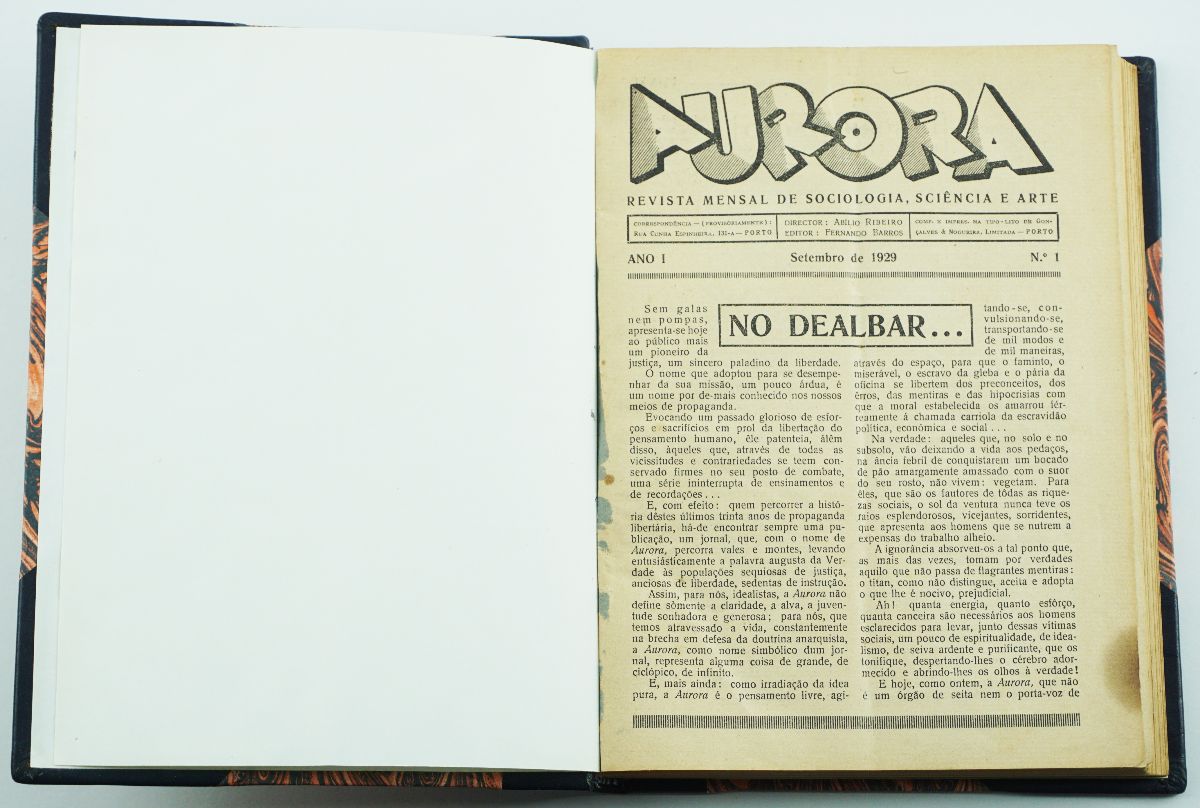 AURORA
REVISTA MENSAL DE SOCIOLOGIA, SCIÊNCIA E ARTE
CORRESPONDÊNCIA — (PROVISÓRIAMENTE):
RUA CUNHA ESPINHEIRA, 131-A — PORTO
DIRECTOR: ABÍLIO RIBEIRO
EDITOR: FERNANDO BARROS
COMP. E IMPRES. NA TIPO-LITO DE GON-
ÇALVES & NOGUEIRA, LIMITADA — PORTO
ANO I Setembro de 1929 N.º 1
NO DEALBAR...
Sem galas
nem pompas,
apresenta-se hoje
ao público mais
um pioneiro da
justiça, um sincero paladino da liberdade.
O nome que adoptou para se desempe-
nhar da sua missão, um pouco árdua, é
um nome por de-mais conhecido nos nossos
meios de propaganda.
Evocando um passado glorioso de esfor-
ços e sacrifícios em prol da libertação do
pensamento humano, êle patenteia, àlêm
disso, àqueles que, através de todas as
vicissitudes e contrariedades se teem con-
servado firmes no seu posto de combate,
uma série ininterrupta de ensinamentos e
de recordações...
E, com efeito: quem percorrer a histó-
ria dêstes últimos trinta anos de propaganda
libertária, há-de encontrar sempre uma pu-
blicação, um jornal, que, com o nome de
Aurora, percorra vales e montes, levando
entusiàsticamente a palavra augusta da Ver-
dade às populações sequiosas de justiça,
anciosas de liberdade, sedentas de instrução.
Assim, para nós, idealistas, a Aurora não
define sòmente a claridade, a alva, a juven-
tude sonhadora e generosa; para nós, que
temos atravessado a vida, constantemente
na brecha em defesa da doutrina anarquista,
a Aurora, como nome simbólico dum jor-
nal, representa alguma coisa de grande, de
ciclópico, de infinito.
E, mais ainda: como irradiação da idea
pura, a Aurora é o pensamento livre, agi-
tando-se, con-
vulsionando-se,
transportando-se
de mil modos e
de mil maneiras,
através do espaço, para que o faminto, o
miserável, o escravo da gleba e o pária da
oficina se libertem dos preconceitos, dos
êrros, das mentiras e das hipocrisias com
que a moral estabelecida os amarrou fér-
reamente à chamada carriola da escravidão
política, económica e social...
Na verdade: aqueles que, no solo e no
subsolo, vão deixando a vida aos pedaços,
na ância febril de conquistarem um bocado
de pão amargamente amassado com o suor
do seu rosto, não vivem: vegetam. Para
êles, que são os fautores de tôdas as rique-
zas sociais, o sol da ventura nunca teve os
raios esplendorosos, vicejantes, sorridentes,
que apresenta aos homens que se nutrem a
expensas do trabalho alheio.
A ignorância absorveu-os a tal ponto que,
as mais das vezes, tomam por verdades
aquilo que não passa de flagrantes mentiras:
o titan, como não distingue, aceita e adopta
o que lhe é nocivo, prejudicial.
Ah! quanta energia, quanto esfôrço,
quanta canceira são necessários aos homens
esclarecidos para levar, junto dessas vítimas
sociais, um pouco de espiritualidade, de idea-
lismo, de seiva ardente e purificante, que os
tonifique, despertando-lhes o cérebro ador-
mecido e abrindo-lhes os olhos à verdade!
E hoje, como ontem, a Aurora, que não
é um órgão de seita nem o porta-voz de